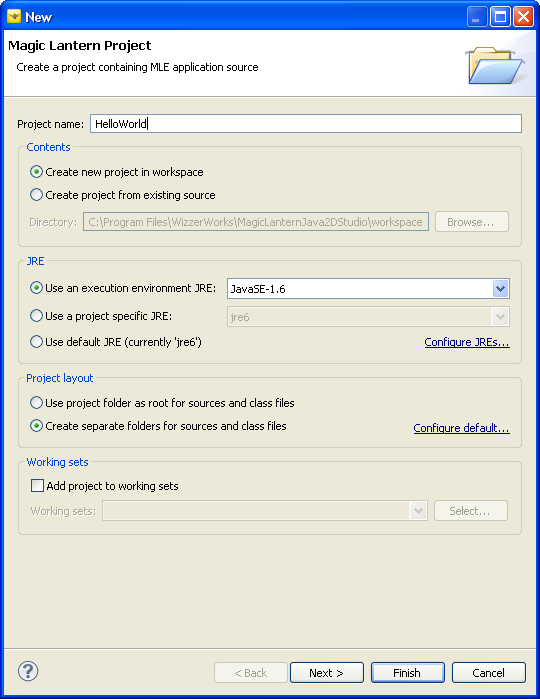 New
Magic Lantern Project
Create a project containing MLE application source
Project name: HelloWorld
Contents
Create new project in workspace
Create project from existing source
Directory: C:\Program Files\WizzerWorks\MagicLanternJava2DStudio\workspace Browse...
JRE
Use an execution environment JRE: JavaSE-1.6
Use a project specific JRE: jre6
Use default JRE (currently 'jre6') Configure JREs...
Project layout
Use project folder as root for sources and class files
Create separate folders for sources and class files Configure default...
Working sets
Add project to working sets
Working sets: Select...
? < Back Next > Finish Cancel